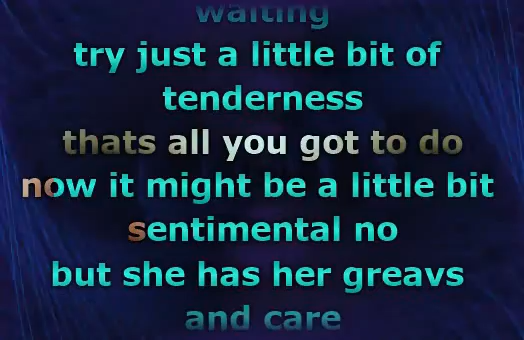 waiting
try just a little bit of
tenderness
thats all you got to do
now it might be a little bit
sentimental no
but she has her greavs
and care